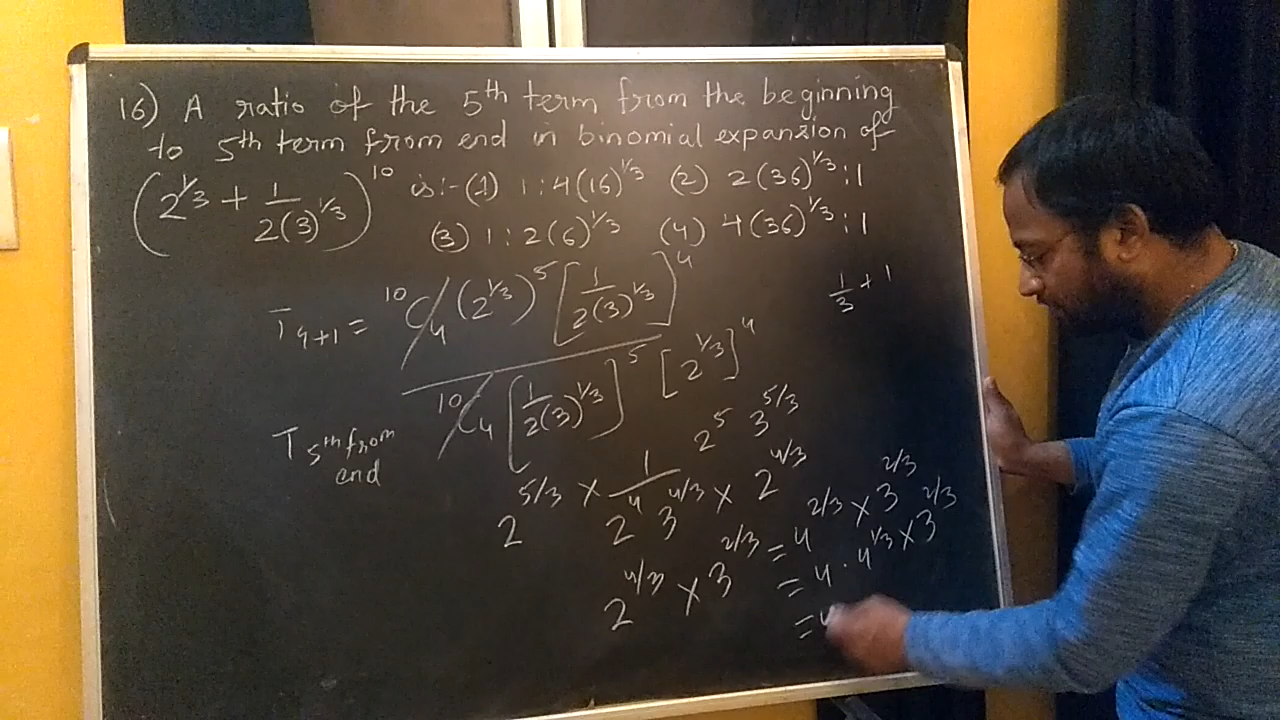 16) A ratio of the 5th term from the beginning
to 5th term from end in binomial expansion of
(2^1/3 + 1/2(3)^1/3)^10 is:- (1) 1:4(16)^1/3 (2) 2(36)^1/3:1
(3) 1:2(6)^1/3 (4) 4(36)^1/3:1
T4+1 = 10C4 (2^1/3)^5 [1/2(3)^1/3]^4
1/3 + 1
T5th from end
10C4 [1/2(3)^1/3]^5 [2^1/3]^4
2^5 3^5/3
2^5/3 × 1/2^4 3^4/3 × 2^4/3
2^4/3 × 3^2/3 = 4^2/3 × 3^2/3
= 4 · 4^1/3 × 3^2/3
=